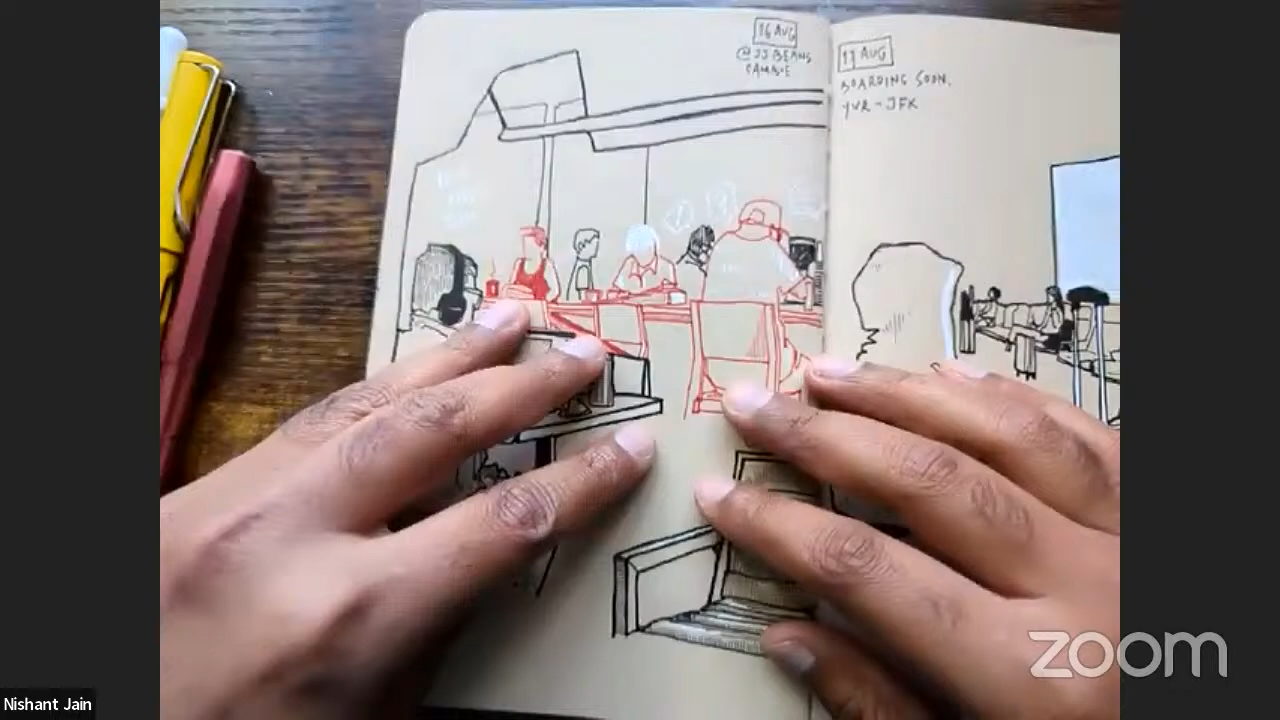 16 AUG
@ JJ BEANS
CAMBIE
17 AUG
BOARDING SOON.
YVR - JFK
zoom
Nishant Jain